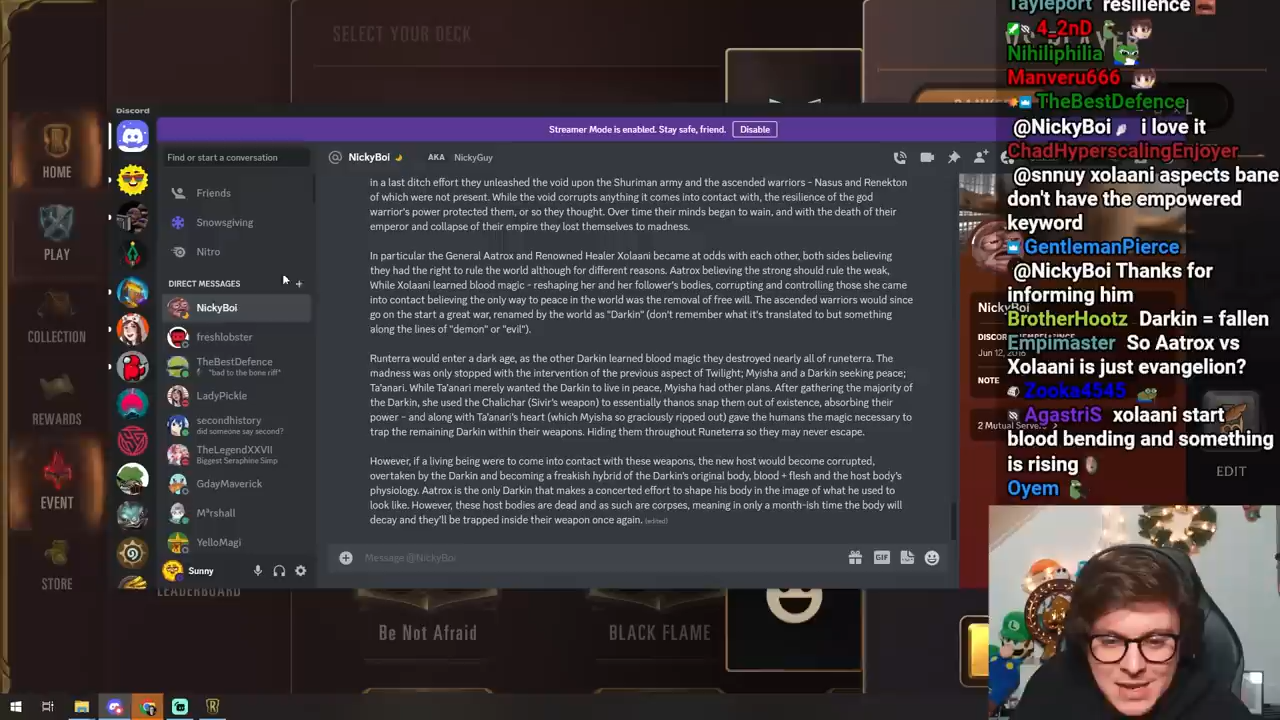 SELECT YOUR DECK
HOME
PLAY
COLLECTION
REWARDS
EVENT
STORE
LEADERBOARD
Be Not Afraid
BLACK FLAME
EDIT
Discord
Streamer Mode is enabled. Stay safe, friend. Disable
Find or start a conversation
Friends
Snowsgiving
Nitro
DIRECT MESSAGES
NickyBoi
freshlobster
TheBestDefence
"bad to the bone riff"
LadyPickle
secondhistory
did someone say second?
TheLegendXXVII
Biggest Seraphine Simp
GdayMaverick
M*rshall
YelloMagi
Sunny
NickyBoi AKA NickyGuy
in a last ditch effort they unleashed the void upon the Shuriman army and the ascended warriors - Nasus and Renekton
of which were not present. While the void corrupts anything it comes into contact with, the resilience of the god
warrior's power protected them, or so they thought. Over time their minds began to wain, and with the death of their
emperor and collapse of their empire they lost themselves to madness.
In particular the General Aatrox and Renowned Healer Xolaani became at odds with each other, both sides believing
they had the right to rule the world although for different reasons. Aatrox believing the strong should rule the weak,
While Xolaani learned blood magic - reshaping her and her follower's bodies, corrupting and controlling those she came
into contact believing the only way to peace in the world was the removal of free will. The ascended warriors would since
go on the start a great war, renamed by the world as "Darkin" (don't remember what it's translated to but something
along the lines of "demon" or "evil").
Runterra would enter a dark age, as the other Darkin learned blood magic they destroyed nearly all of runeterra. The
madness was only stopped with the intervention of the previous aspect of Twilight; Myisha and a Darkin seeking peace;
Ta'anari. While Ta'anari merely wanted the Darkin to live in peace, Myisha had other plans. After gathering the majority of
the Darkin, she used the Chalichar (Sivir's weapon) to essentially thanos snap them out of existence, absorbing their
power - and along with Ta'anari's heart (which Myisha so graciously ripped out) gave the humans the magic necessary to
trap the remaining Darkin within their weapons. Hiding them throughout Runeterra so they may never escape.
However, if a living being were to come into contact with these weapons, the new host would become corrupted,
overtaken by the Darkin and becoming a freakish hybrid of the Darkin's original body, blood + flesh and the host body's
physiology. Aatrox is the only Darkin that makes a concerted effort to shape his body in the image of what he used to
look like. However, these host bodies are dead and as such are corpses, meaning in only a month-ish time the body will
decay and they'll be trapped inside their weapon once again. (edited)
Message @NickyBoi
GIF
NickyBoi
NOTE
Tayleport resilience
4_2nD
Nihiliphilia
Manveru666
TheBestDefence
@NickyBoi i love it
ChadHyperscalingEnjoyer
@snnuy xolaani aspects bane
don't have the empowered
keyword
GentlemanPierce
@NickyBoi Thanks for
informing him
BrotherHootz Darkin = fallen
Empimaster So Aatrox vs
Xolaani is just evangelion?
Zooka4545
AgastriS xolaani start
blood bending and something
is rising
Oyem